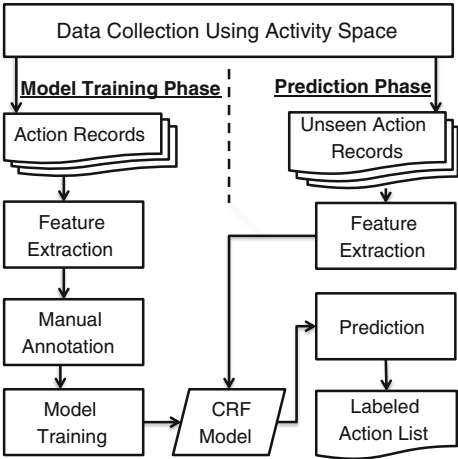 Data Collection Using Activity Space
Model Training Phase
Prediction Phase
Action Records
Unseen Action
Records
Feature
Extraction
Feature
Extraction
Manual
Annotation
Prediction
Model
Training
CRF
Model
Labeled
Action List